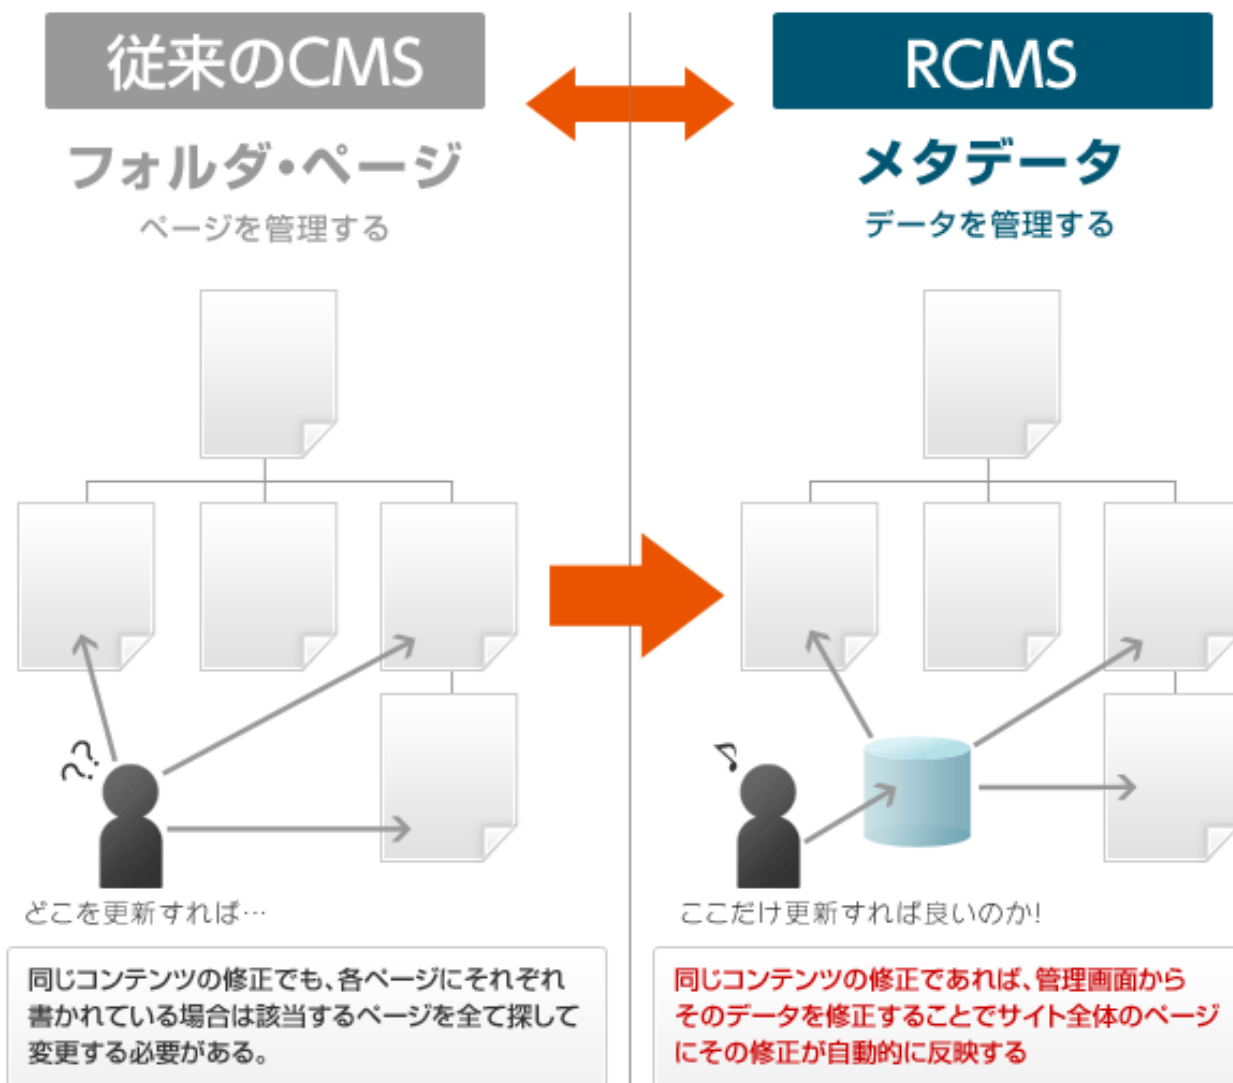 従来のCMS
フォルダ・ページ
ページを管理する
??
どこを更新すれば…
同じコンテンツの修正でも、各ページにそれぞれ
書かれている場合は該当するページを全て探して
変更する必要がある。
RCMS
メタデータ
データを管理する
♪
ここだけ更新すれば良いのか!
同じコンテンツの修正であれば、管理画面から
そのデータを修正することでサイト全体のページ
にその修正が自動的に反映する